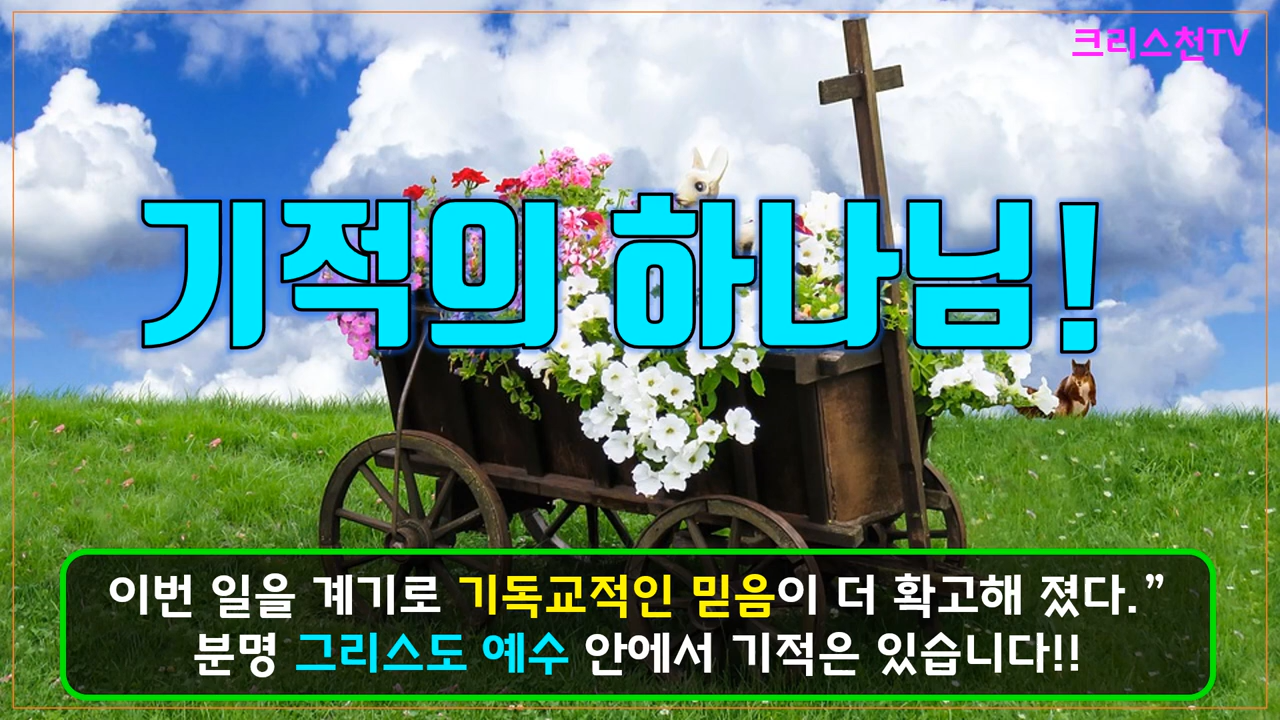 크리스천TV
기적의 하나님!
이번 일을 계기로 기독교적인 믿음이 더 확고해 졌다.”
분명 그리스도 예수 안에서 기적은 있습니다!!